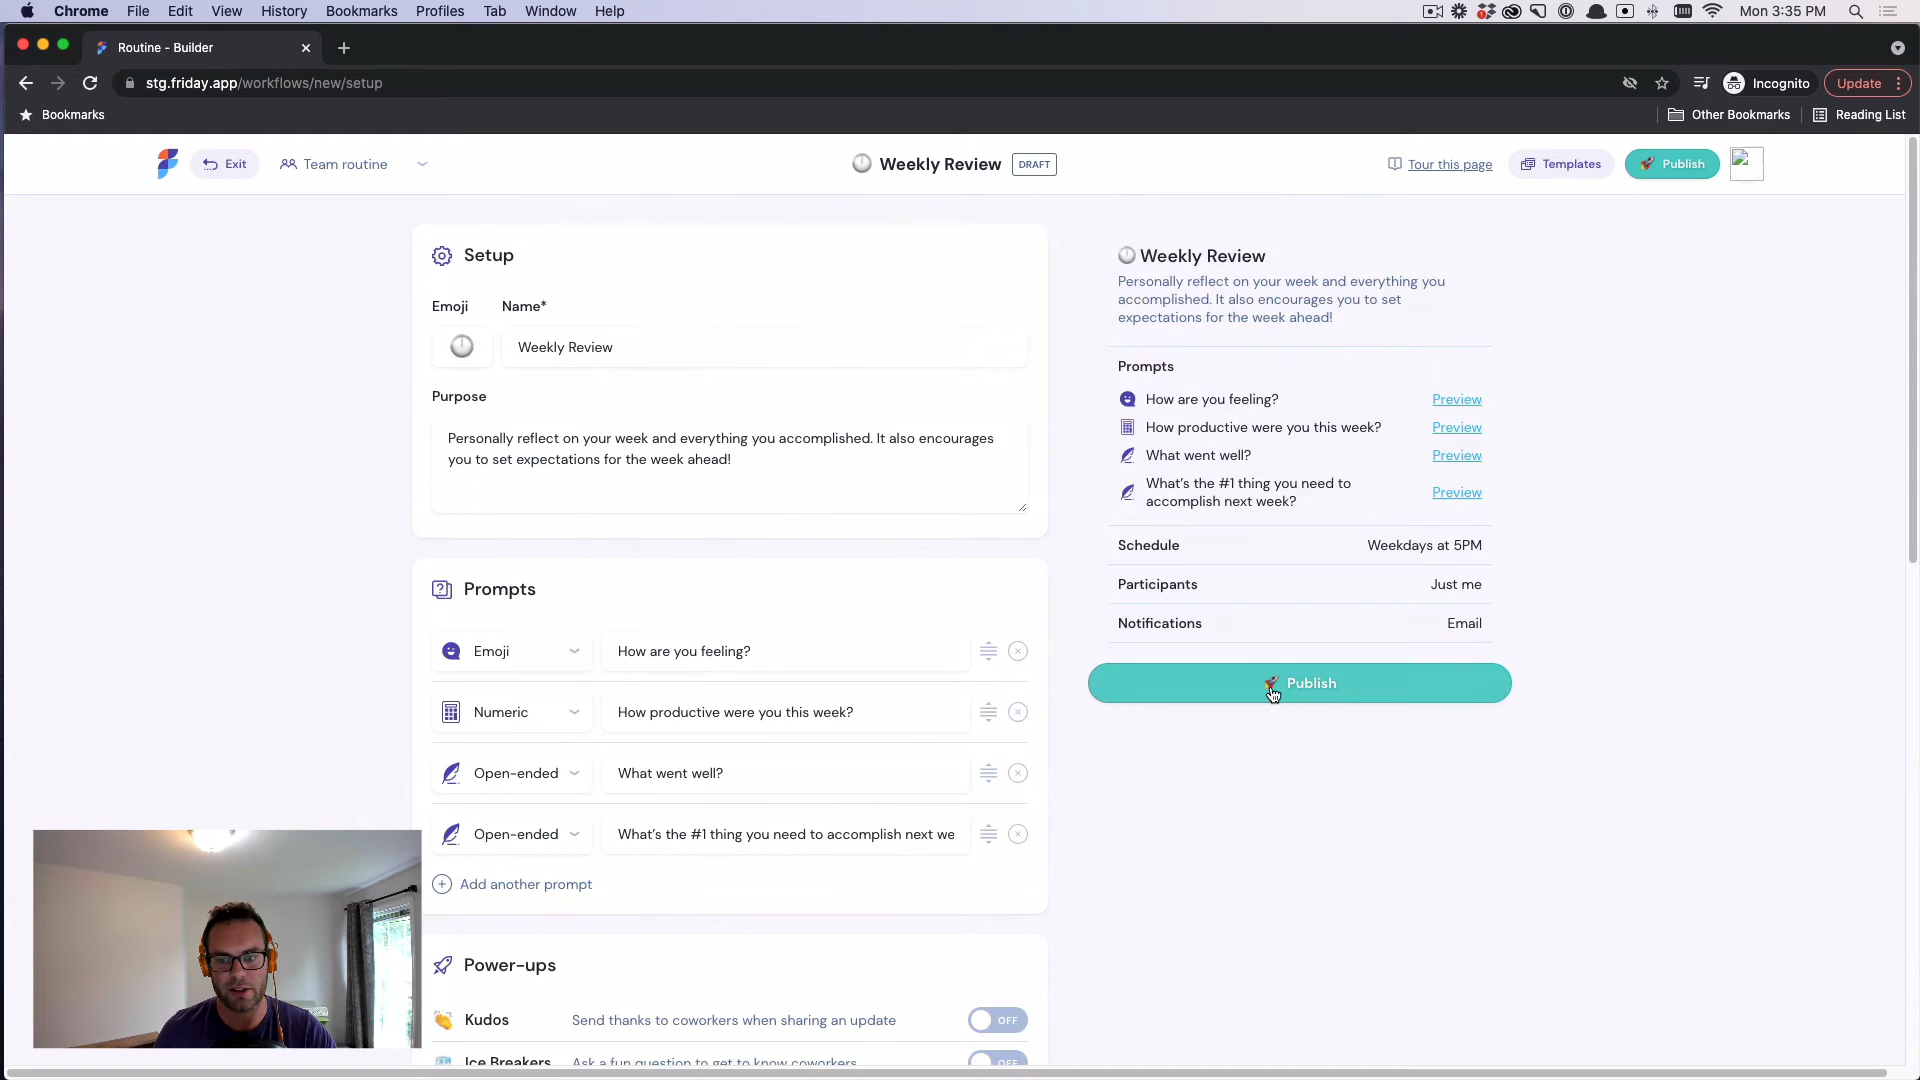 Chrome File Edit View History Bookmarks Profiles Tab Window Help Mon 3:35 PM
Routine - Builder
stg.friday.app/workflows/new/setup Incognito Update
Bookmarks Other Bookmarks Reading List
Exit Team routine Weekly Review DRAFT Tour this page Templates Publish
Setup
Emoji Name*
Weekly Review
Purpose
Personally reflect on your week and everything you accomplished. It also encourages
you to set expectations for the week ahead!
Prompts
Emoji How are you feeling?
Numeric How productive were you this week?
Open-ended What went well?
Open-ended What's the #1 thing you need to accomplish next we
Add another prompt
Power-ups
Kudos Send thanks to coworkers when sharing an update OFF
Ice Breakers Ask a fun question to get to know coworkers OFF
Weekly Review
Personally reflect on your week and everything you
accomplished. It also encourages you to set
expectations for the week ahead!
Prompts
How are you feeling? Preview
How productive were you this week? Preview
What went well? Preview
What's the #1 thing you need to
accomplish next week? Preview
Schedule Weekdays at 5PM
Participants Just me
Notifications Email
Publish